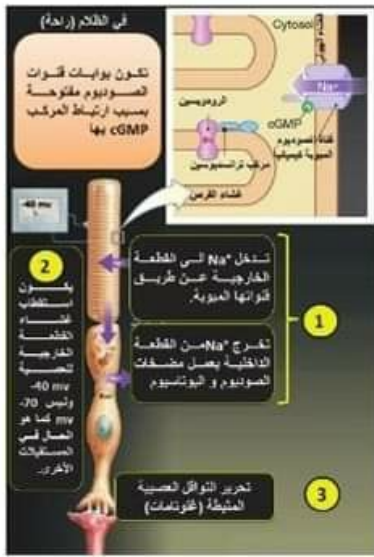 في الظلام (راحة)
تكون بوابات قنوات
الصوديوم مفتوحة
بسبب ارتباط المركب
cGMP بها
Cytosol
Na+
الرودوبسين
cGMP
قناة الصوديوم
المبوبة كيميائيا
مركب ترانسديوسين
غشاء القرص
-40 mv
تدخل Na+ الى القطعة
الخارجية عن طريق
قنواتها المبوبة.
1
تخرج Na+ من القطعة
الداخلية بعمل مضخات
الصوديوم و البوتاسيوم
2
يكون
استقطاب
غشاء
القطعة
الخارجية
للعصية
-40 mv
وليس 70-
mv كما هو
الحال في
المستقبلات
الأخرى.
تحرير النواقل العصبية
المثبطة (غلوتامات)
3